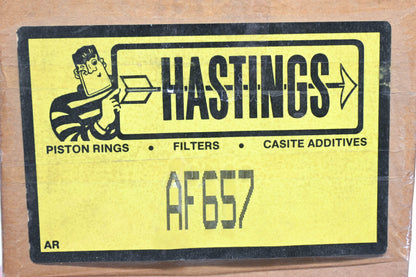 HASTINGS
PISTON RINGS • FILTERS • CASITE ADDITIVES
AF657
AR